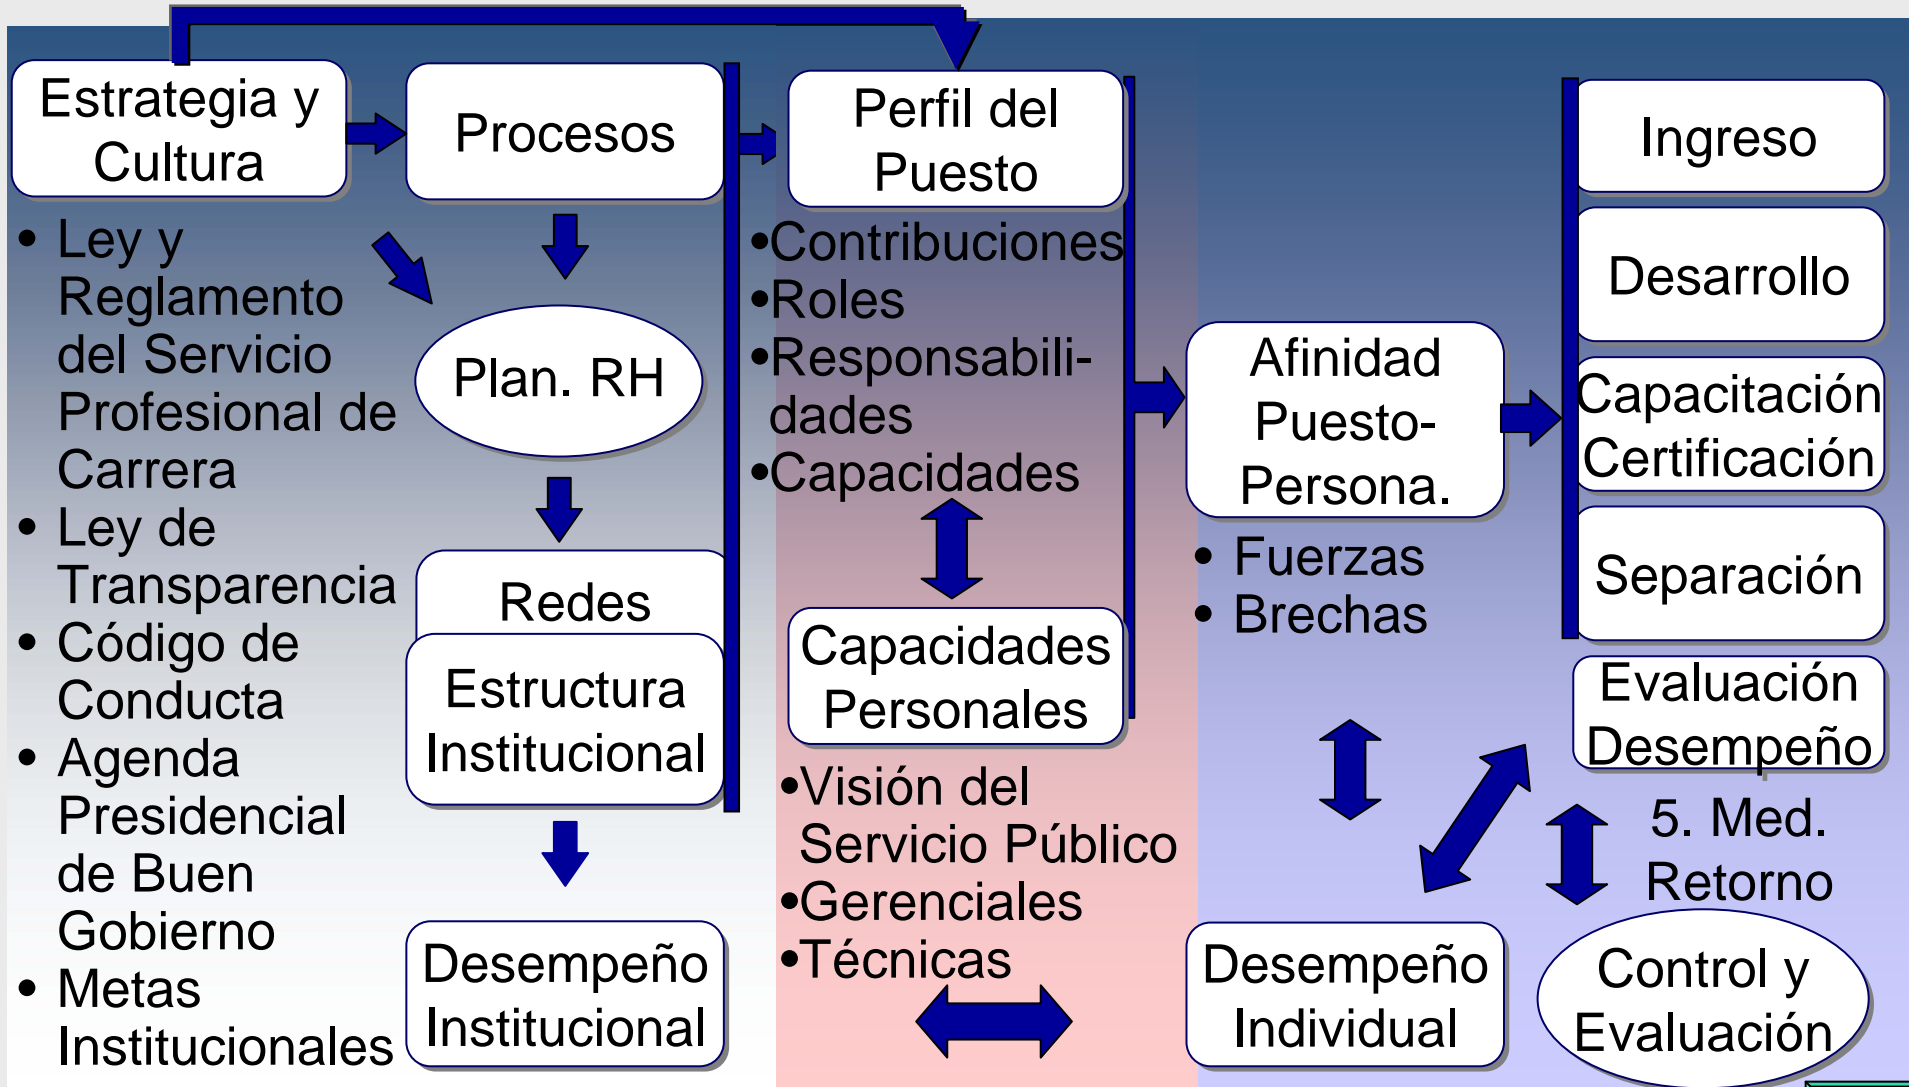 Estrategia y
Cultura
• Ley y
Reglamento
del Servicio
Profesional de
Carrera
• Ley de
Transparencia
• Código de
Conducta
• Agenda
Presidencial
de Buen
Gobierno
• Metas
Institucionales
Procesos
Plan. RH
Redes
Estructura
Institucional
Desempeño
Institucional
Perfil del
Puesto
•Contribuciones
•Roles
•Responsabili-
dades
•Capacidades
Capacidades
Personales
•Visión del
Servicio Público
•Gerenciales
•Técnicas
Afinidad
Puesto-
Persona.
• Fuerzas
• Brechas
Desempeño
Individual
Ingreso
Desarrollo
Capacitación
Certificación
Separación
Evaluación
Desempeño
5. Med.
Retorno
Control y
Evaluación